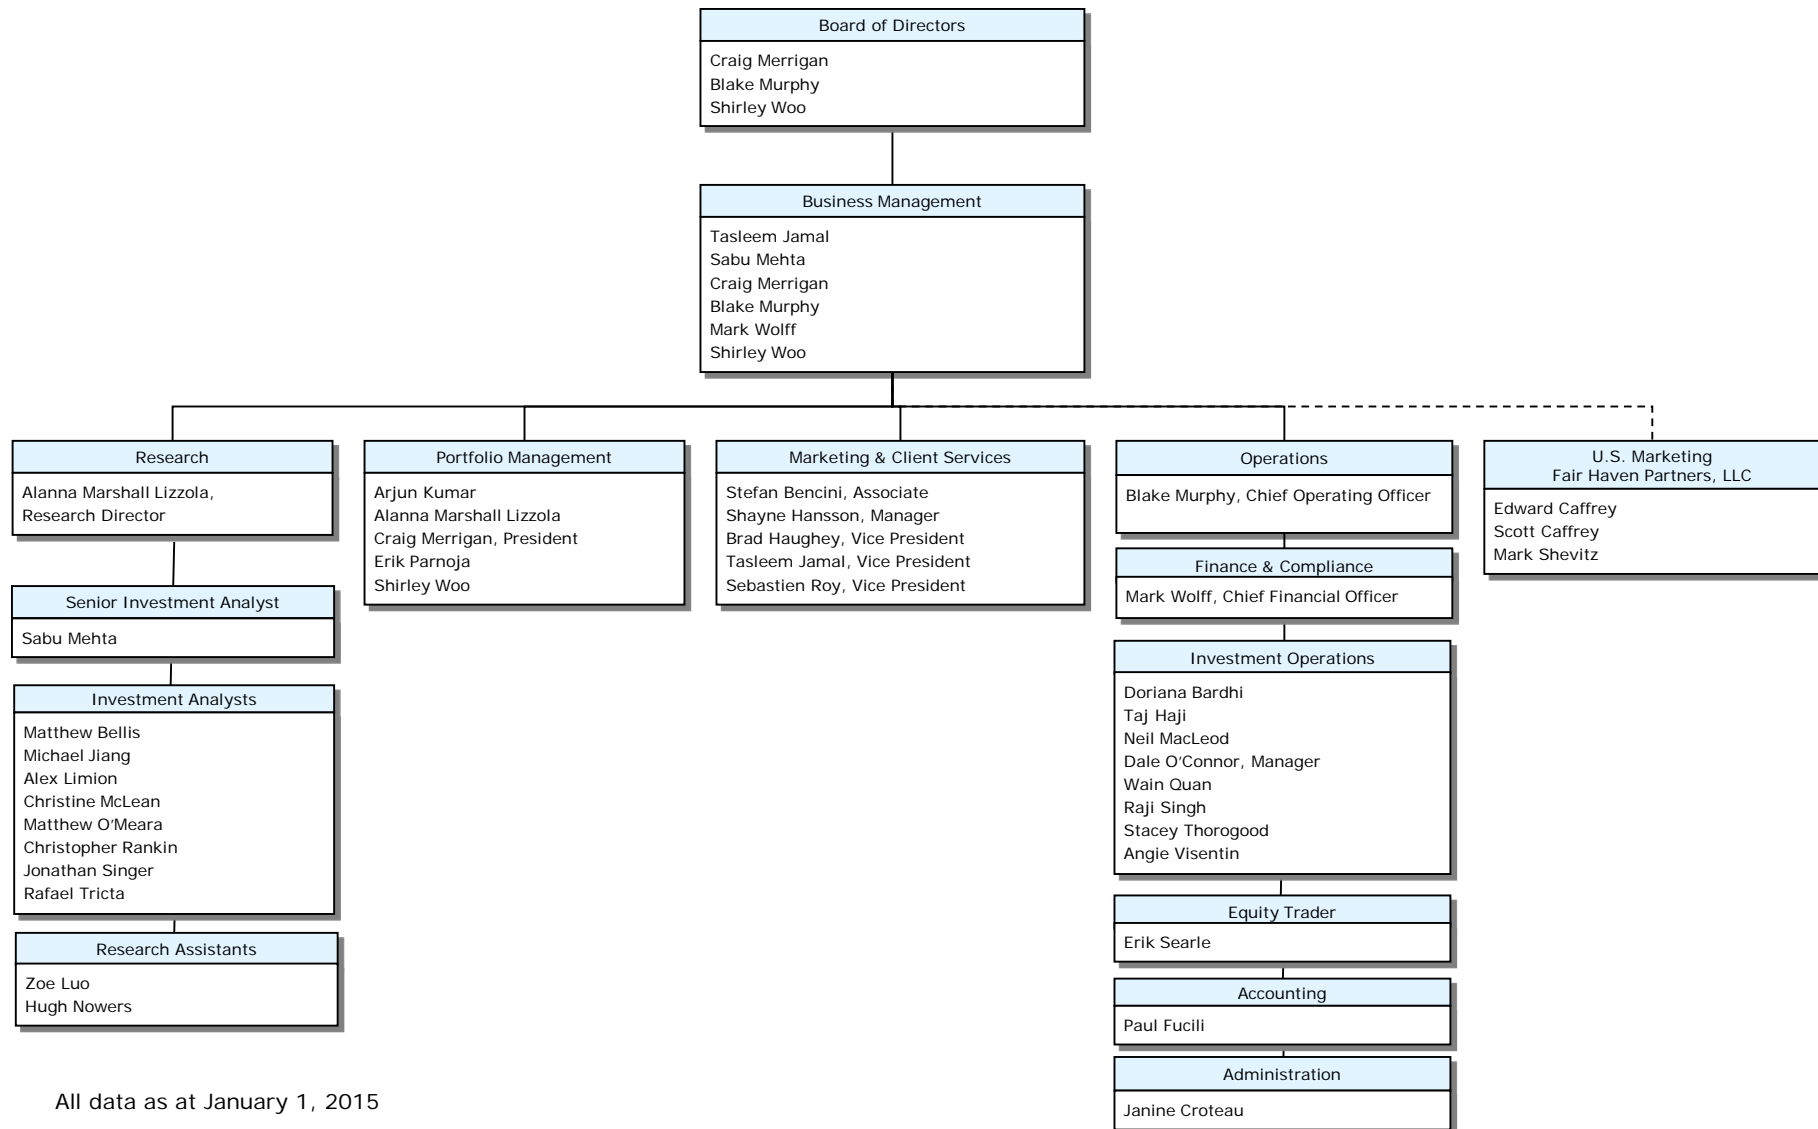 Board of Directors
Craig Merrigan
Blake Murphy
Shirley Woo
Business Management
Tasleem Jamal
Sabu Mehta
Craig Merrigan
Blake Murphy
Mark Wolff
Shirley Woo
Research
Alanna Marshall Lizzola,
Research Director
Senior Investment Analyst
Sabu Mehta
Investment Analysts
Matthew Bellis
Michael Jiang
Alex Limion
Christine McLean
Matthew O'Meara
Christopher Rankin
Jonathan Singer
Rafael Tricta
Research Assistants
Zoe Luo
Hugh Nowers
Portfolio Management
Arjun Kumar
Alanna Marshall Lizzola
Craig Merrigan, President
Erik Parnoja
Shirley Woo
Marketing & Client Services
Stefan Bencini, Associate
Shayne Hansson, Manager
Brad Haughey, Vice President
Tasleem Jamal, Vice President
Sebastien Roy, Vice President
Operations
Blake Murphy, Chief Operating Officer
Finance & Compliance
Mark Wolff, Chief Financial Officer
Investment Operations
Doriana Bardhi
Taj Haji
Neil MacLeod
Dale O'Connor, Manager
Wain Quan
Raji Singh
Stacey Thorogood
Angie Visentin
Equity Trader
Erik Searle
Accounting
Paul Fucili
Administration
Janine Croteau
U.S. Marketing
Fair Haven Partners, LLC
Edward Caffrey
Scott Caffrey
Mark Shevitz
All data as at January 1, 2015